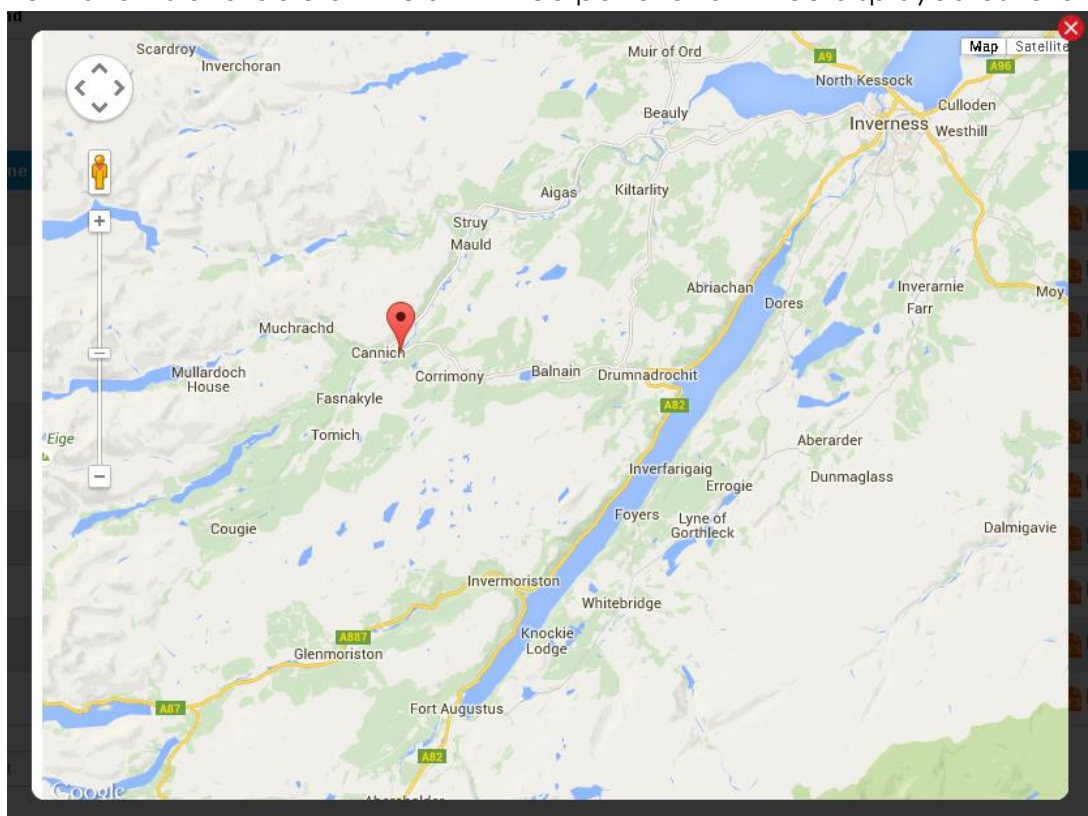 Scardroy
Inverchoran
Muir of Ord
Map Satellite
A9
A96
North Kessock
Beauly
Culloden
Inverness
Westhill
Aigas
Kiltarlity
Struy
Mauld
Abriachan
Dores
Inverarnie
Farr
Moy
Muchrachd
Cannich
Mullardoch
House
Corrimony
Balnain
Drumnadrochit
Fasnakyle
A82
Eige
Tomich
Aberarder
Inverfarigaig
Errogie
Dunmaglass
Cougie
Foyers
Lyne of
Gorthleck
Dalmigavie
Invermoriston
Whitebridge
A887
Glenmoriston
Knockie
Lodge
A87
Fort Augustus
A82
Google